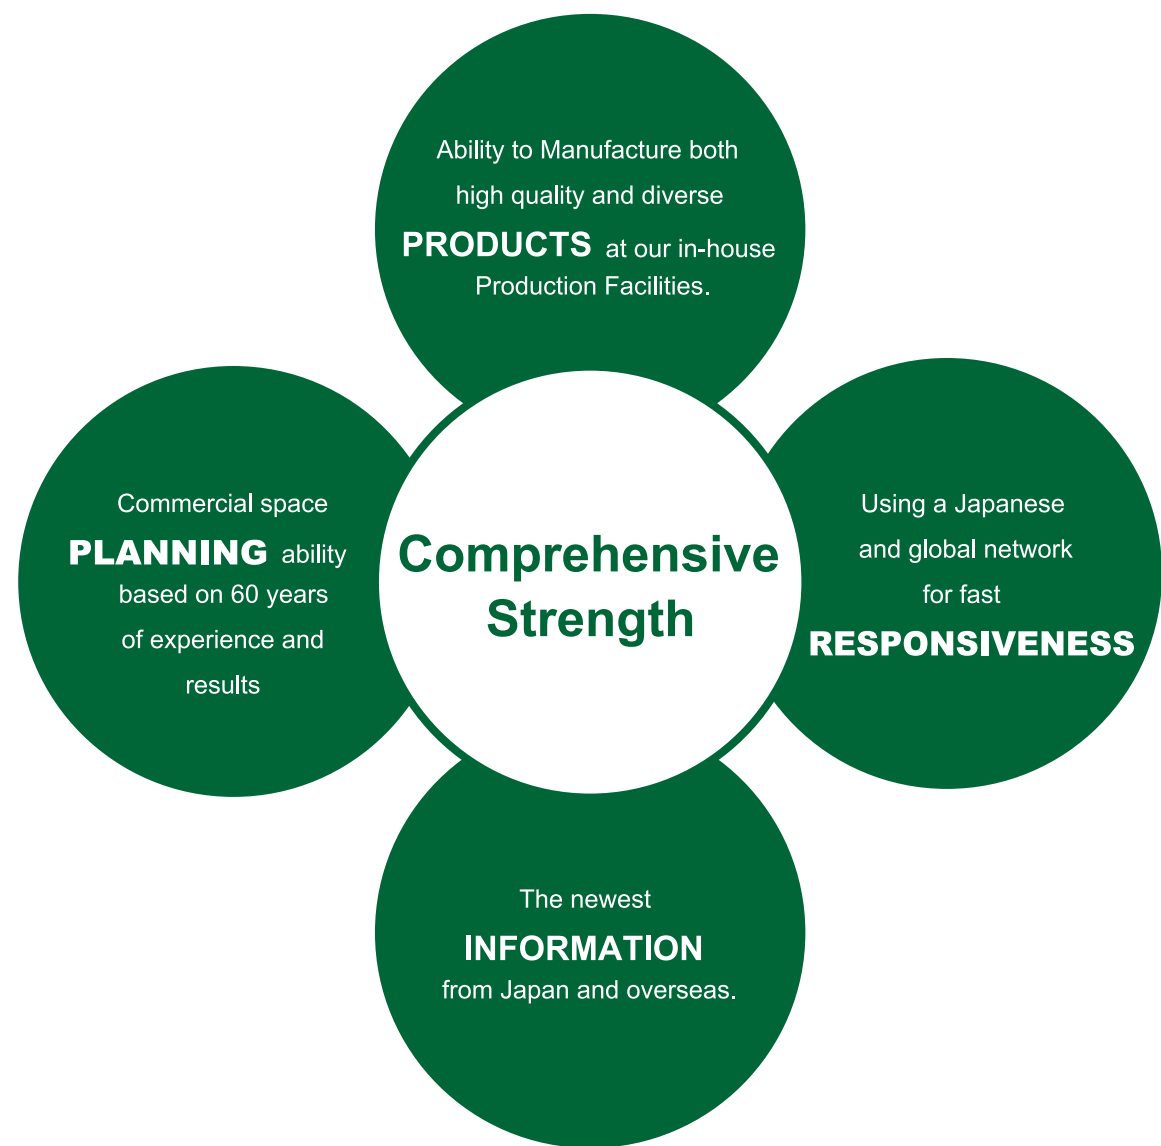 Ability to Manufacture both
high quality and diverse
PRODUCTS at our in-house
Production Facilities.
Commercial space
PLANNING ability
based on 60 years
of experience and
results
Comprehensive
Strength
Using a Japanese
and global network
for fast
RESPONSIVENESS
The newest
INFORMATION
from Japan and overseas.